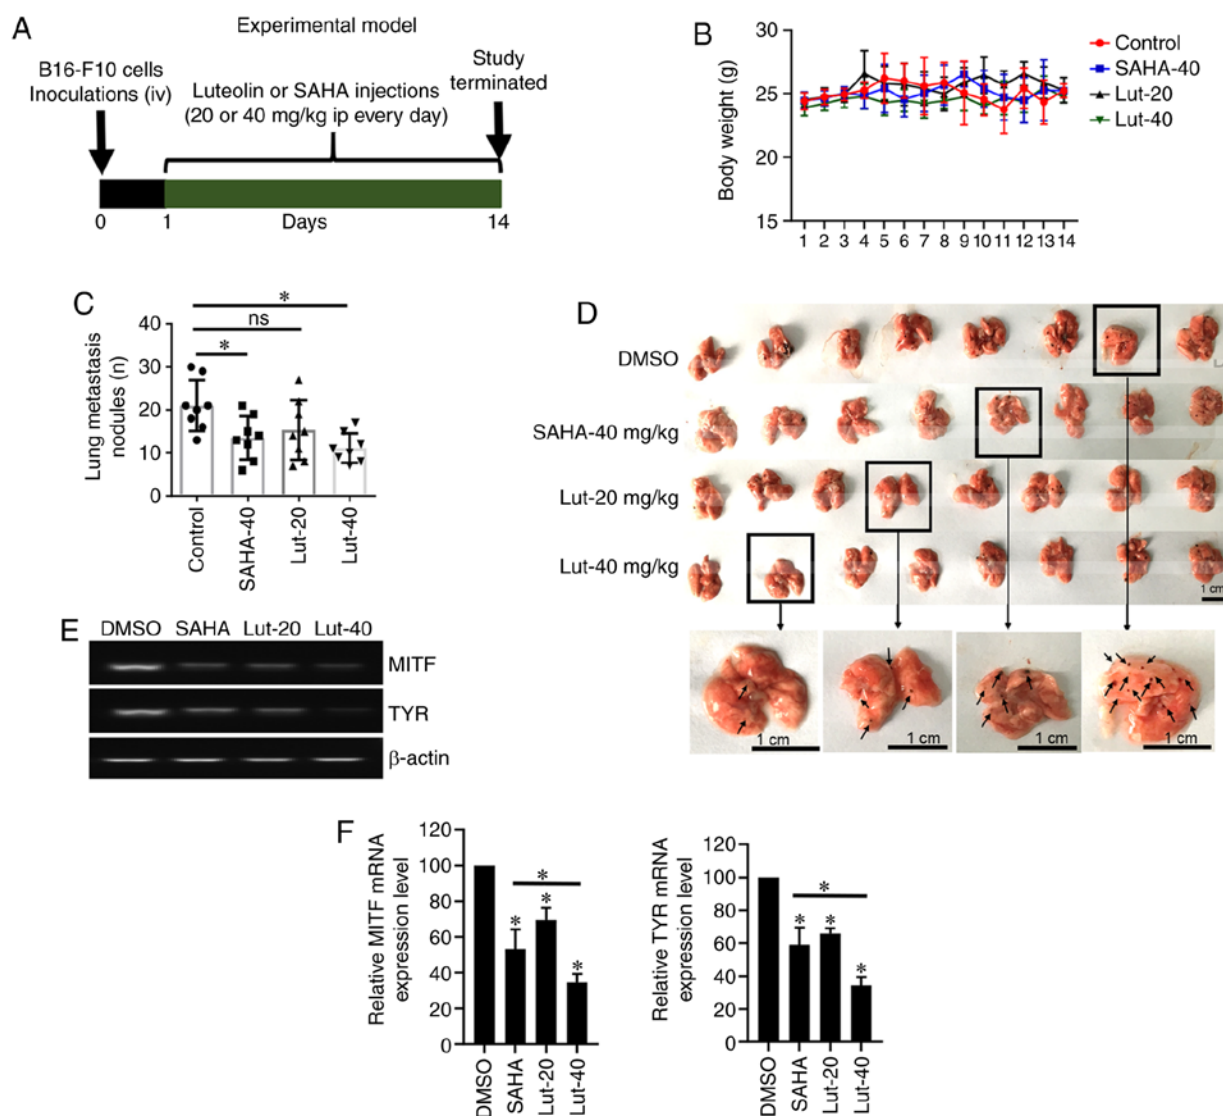 A
Experimental model
B16-F10 cells
Inoculations (iv)
Luteolin or SAHA injections
(20 or 40 mg/kg ip every day)
Study
terminated
0
1
Days
14
B
Body weight (g)
30
25
20
15
1 2 3 4 5 6 7 8 9 10 11 12 13 14
Control
SAHA-40
Lut-20
Lut-40
C
Lung metastasis
nodules (n)
40
30
20
10
0
*
ns
*
Control
SAHA-40
Lut-20
Lut-40
D
DMSO
SAHA-40 mg/kg
Lut-20 mg/kg
Lut-40 mg/kg
1 cm
1 cm
1 cm
1 cm
1 cm
E
DMSO SAHA Lut-20 Lut-40
MITF
TYR
β-actin
F
Relative MITF mRNA
expression level
120
100
80
60
40
20
0
*
*
*
*
DMSO
SAHA
Lut-20
Lut-40
Relative TYR mRNA
expression level
120
100
80
60
40
20
0
*
*
*
*
DMSO
SAHA
Lut-20
Lut-40